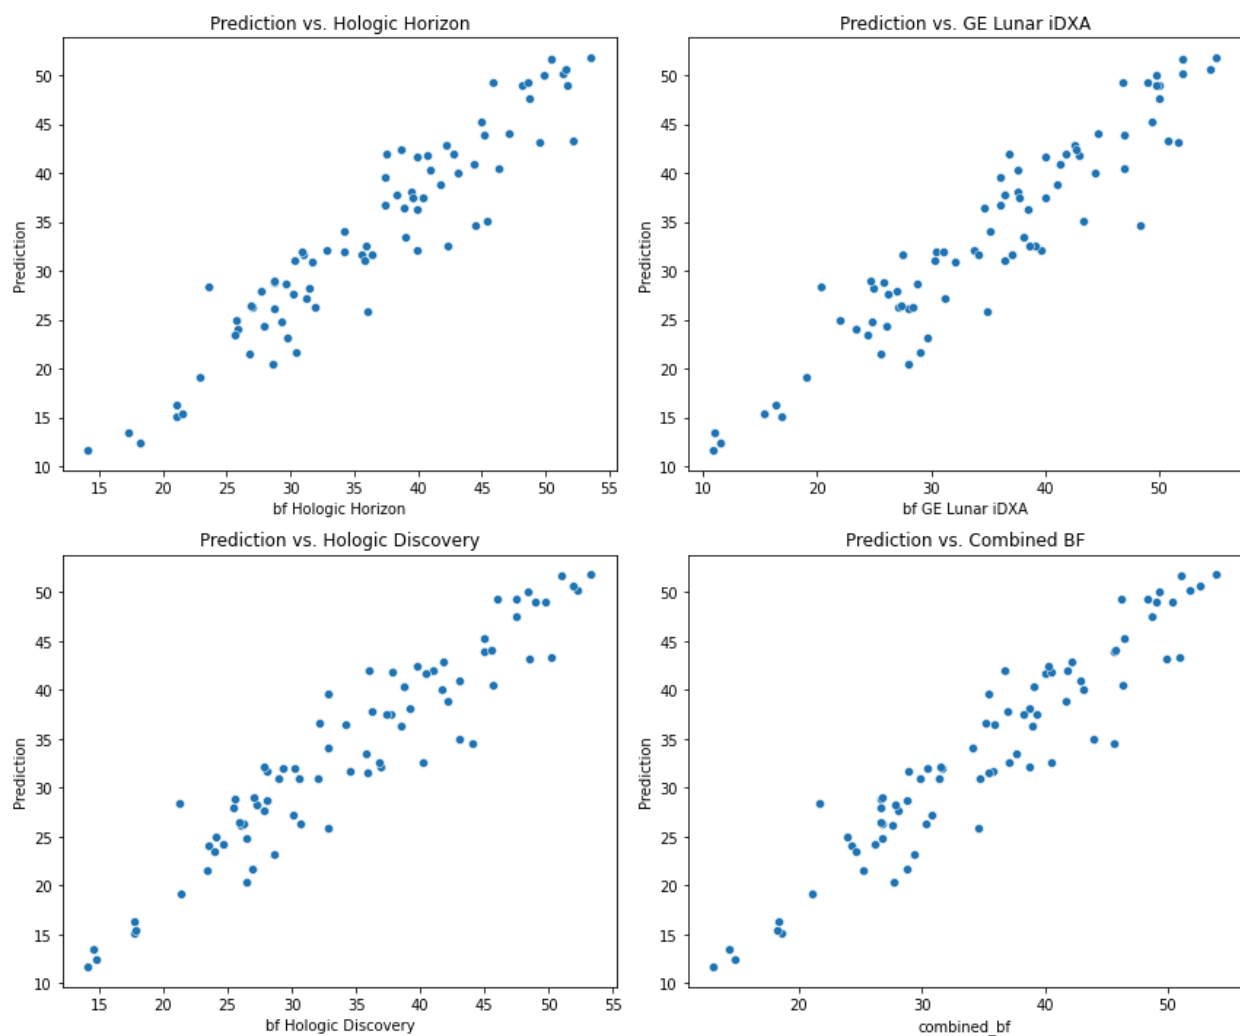 Prediction vs. Hologic Horizon
Prediction
50
45
40
35
30
25
20
15
10
15 20 25 30 35 40 45 50 55
bf Hologic Horizon
Prediction vs. GE Lunar iDXA
Prediction
50
45
40
35
30
25
20
15
10
10 20 30 40 50
bf GE Lunar iDXA
Prediction vs. Hologic Discovery
Prediction
50
45
40
35
30
25
20
15
10
15 20 25 30 35 40 45 50 55
bf Hologic Discovery
Prediction vs. Combined BF
Prediction
50
45
40
35
30
25
20
15
10
20 30 40 50
combined_bf